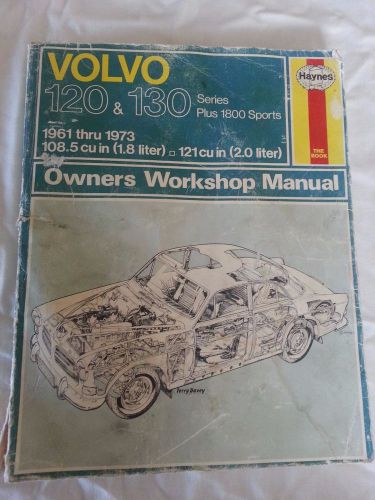 VOLVO
120 & 130 Series
Plus 1800 Sports
1961 thru 1973
108.5 cu in (1.8 liter) □ 121 cu in (2.0 liter)
Haynes
THE BOOK
Owners Workshop Manual
Terry Davey